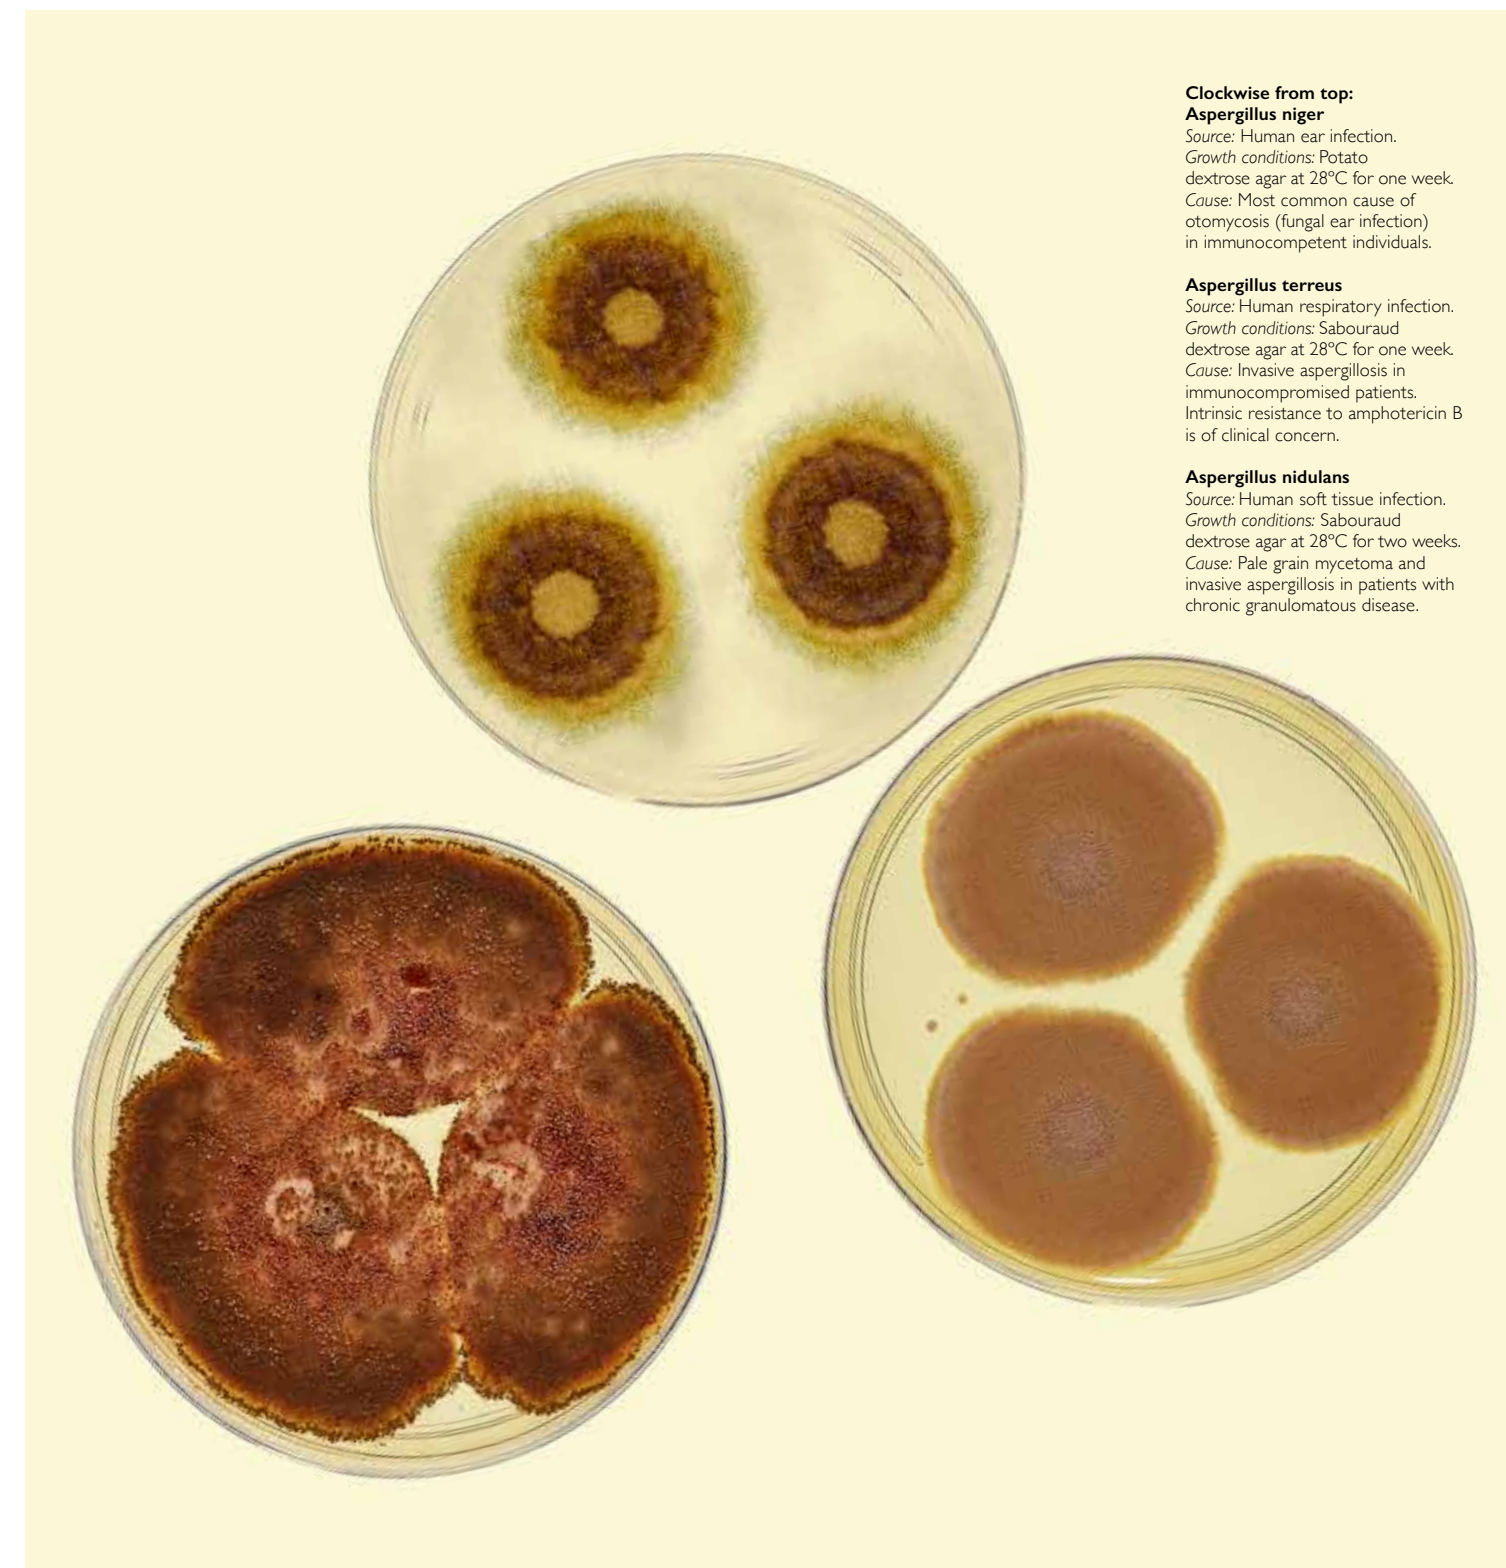 Clockwise from top:
Aspergillus niger
Source: Human ear infection.
Growth conditions: Potato
dextrose agar at 28ºC for one week.
Cause: Most common cause of
otomycosis (fungal ear infection)
in immunocompetent individuals.
Aspergillus terreus
Source: Human respiratory infection.
Growth conditions: Sabouraud
dextrose agar at 28ºC for one week.
Cause: Invasive aspergillosis in
immunocompromised patients.
Intrinsic resistance to amphotericin B
is of clinical concern.
Aspergillus nidulans
Source: Human soft tissue infection.
Growth conditions: Sabouraud
dextrose agar at 28ºC for two weeks.
Cause: Pale grain mycetoma and
invasive aspergillosis in patients with
chronic granulomatous disease.